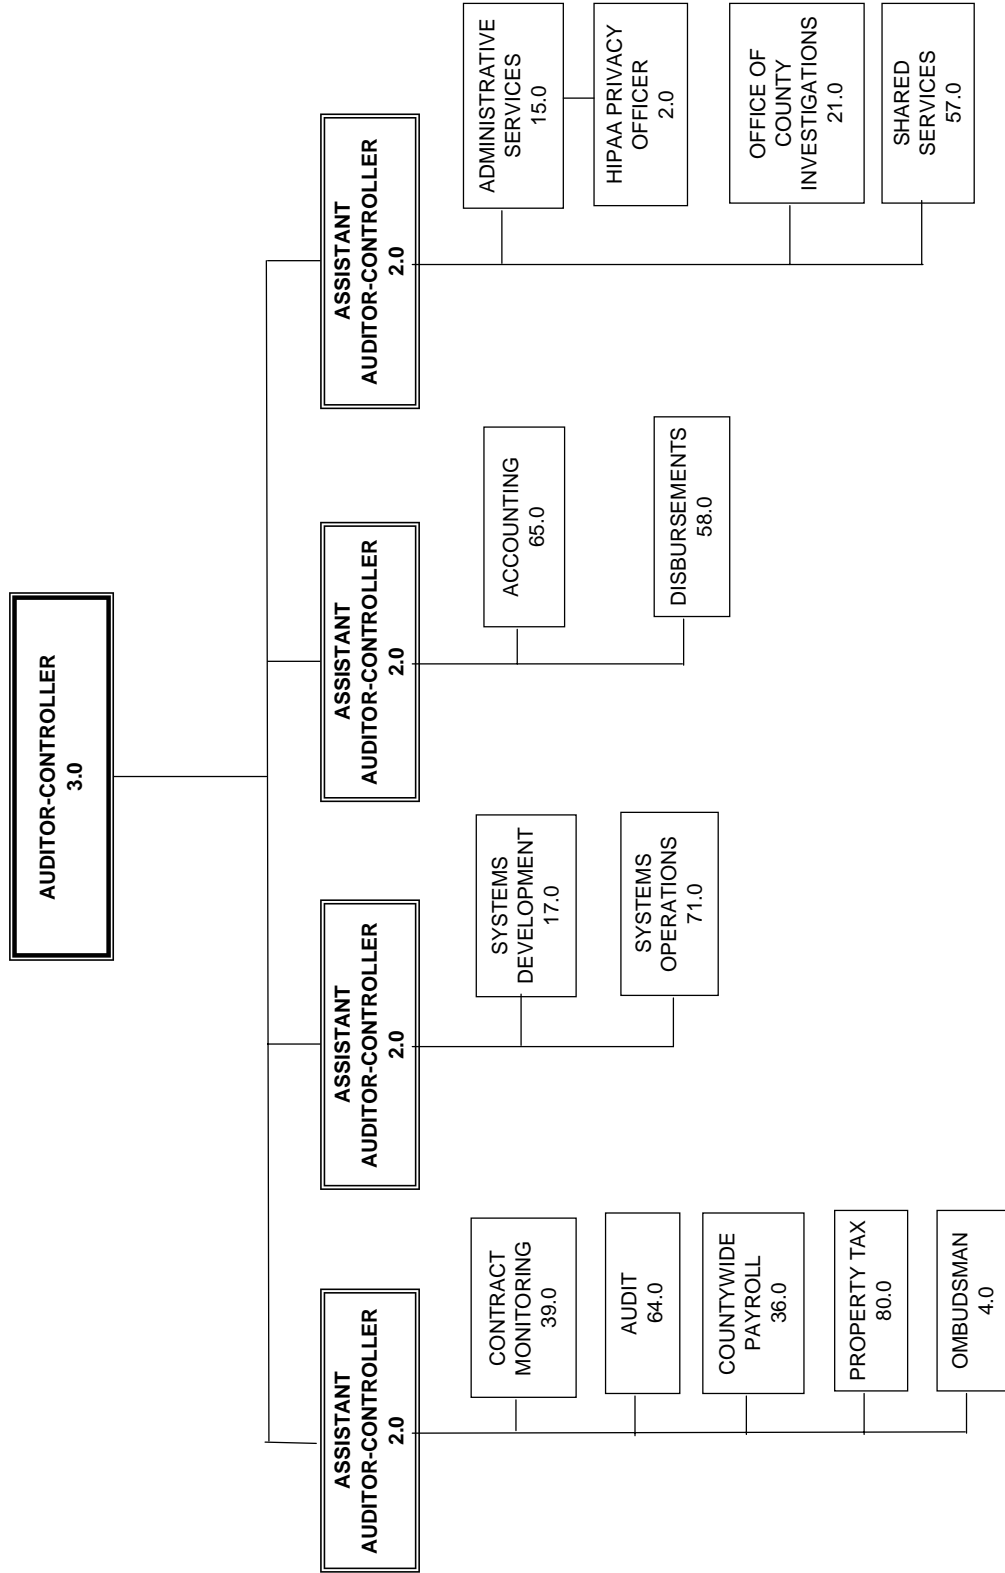 AUDITOR-CONTROLLER
3.0
ASSISTANT
AUDITOR-CONTROLLER
2.0
CONTRACT
MONITORING
39.0
AUDIT
64.0
COUNTYWIDE
PAYROLL
36.0
PROPERTY TAX
80.0
OMBUDSMAN
4.0
ASSISTANT
AUDITOR-CONTROLLER
2.0
SYSTEMS
DEVELOPMENT
17.0
SYSTEMS
OPERATIONS
71.0
ASSISTANT
AUDITOR-CONTROLLER
2.0
ACCOUNTING
65.0
DISBURSEMENTS
58.0
ASSISTANT
AUDITOR-CONTROLLER
2.0
ADMINISTRATIVE
SERVICES
15.0
HIPAA PRIVACY
OFFICER
2.0
OFFICE OF
COUNTY
INVESTIGATIONS
21.0
SHARED
SERVICES
57.0